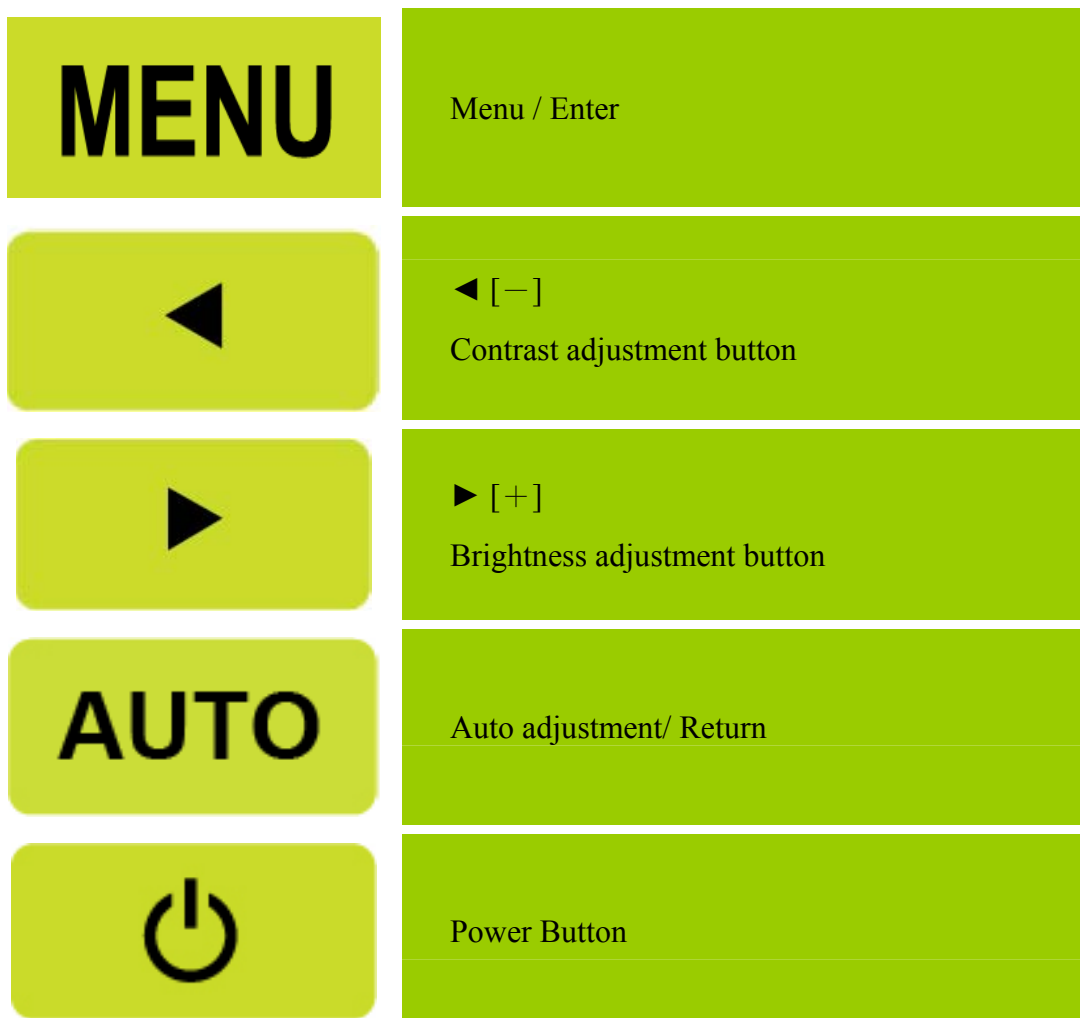 MENU
Menu / Enter
◄ [－]
Contrast adjustment button
► [＋]
Brightness adjustment button
AUTO
Auto adjustment/ Return
Power Button